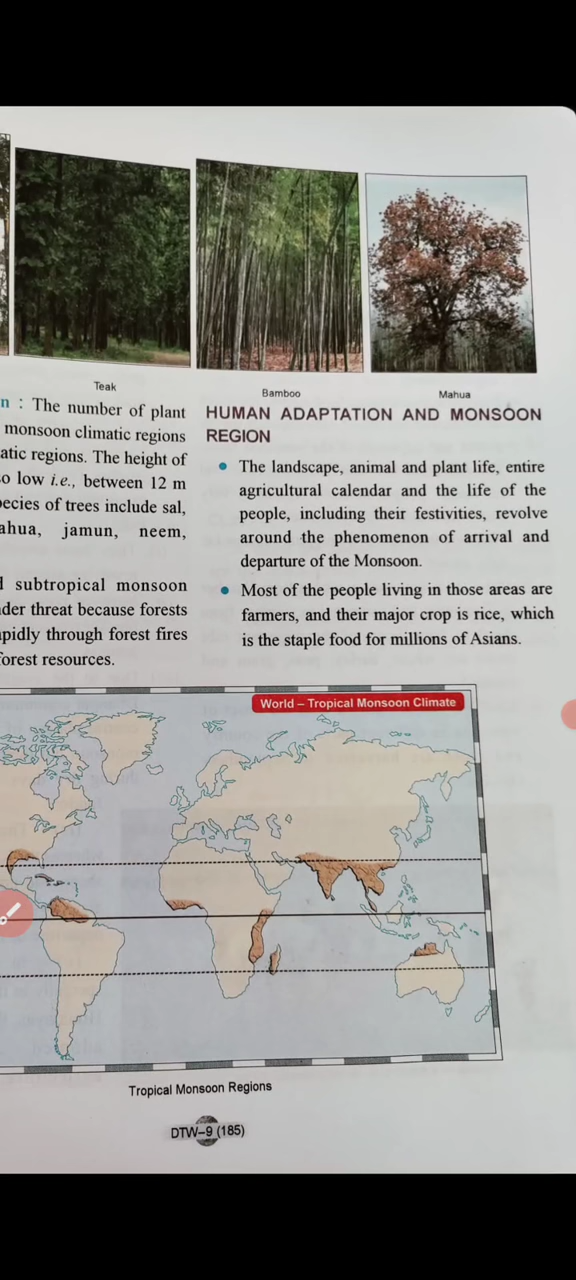 Teak
Bamboo
Mahua
n : The number of plant
monsoon climatic regions
atic regions. The height of
o low i.e., between 12 m
pecies of trees include sal,
ahua, jamun, neem,
subtropical monsoon
der threat because forests
apidly through forest fires
forest resources.
HUMAN ADAPTATION AND MONSOON
REGION
• The landscape, animal and plant life, entire
agricultural calendar and the life of the
people, including their festivities, revolve
around the phenomenon of arrival and
departure of the Monsoon.
• Most of the people living in those areas are
farmers, and their major crop is rice, which
is the staple food for millions of Asians.
World – Tropical Monsoon Climate
Tropical Monsoon Regions
DTW–9 (185)